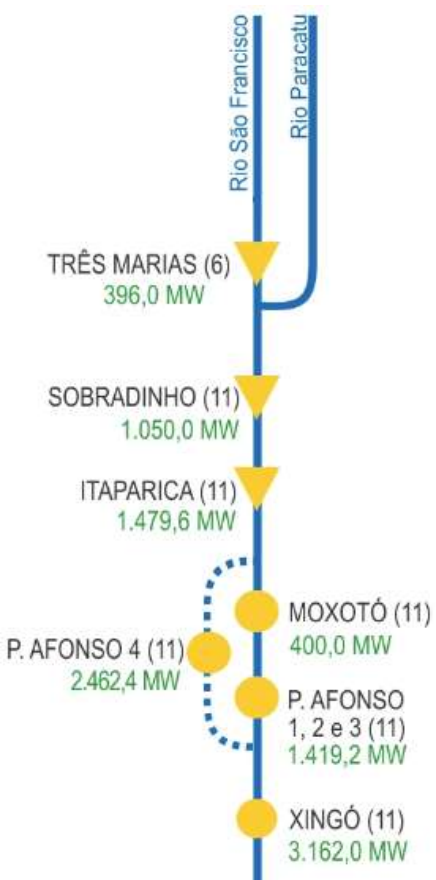 Rio São Francisco
Rio Paracatu
TRÊS MARIAS (6)
396,0 MW
SOBRADINHO (11)
1.050,0 MW
ITAPARICA (11)
1.479,6 MW
MOXOTÓ (11)
400,0 MW
P. AFONSO 4 (11)
2.462,4 MW
P. AFONSO
1, 2 e 3 (11)
1.419,2 MW
XINGÓ (11)
3.162,0 MW